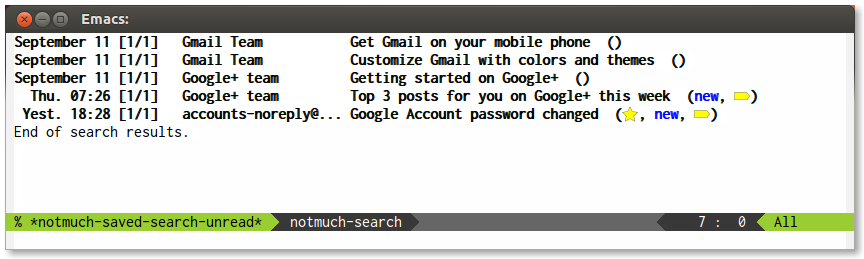 Emacs:
September 11 [1/1] Gmail Team Get Gmail on your mobile phone ()
September 11 [1/1] Gmail Team Customize Gmail with colors and themes ()
September 11 [1/1] Google+ team Getting started on Google+ ()
Thu. 07:26 [1/1] Google+ team Top 3 posts for you on Google+ this week (new, )
Yest. 18:28 [1/1] accounts-noreply@... Google Account password changed (, new, )
End of search results.
% *notmuch-saved-search-unread* notmuch-search 7 : 0 All